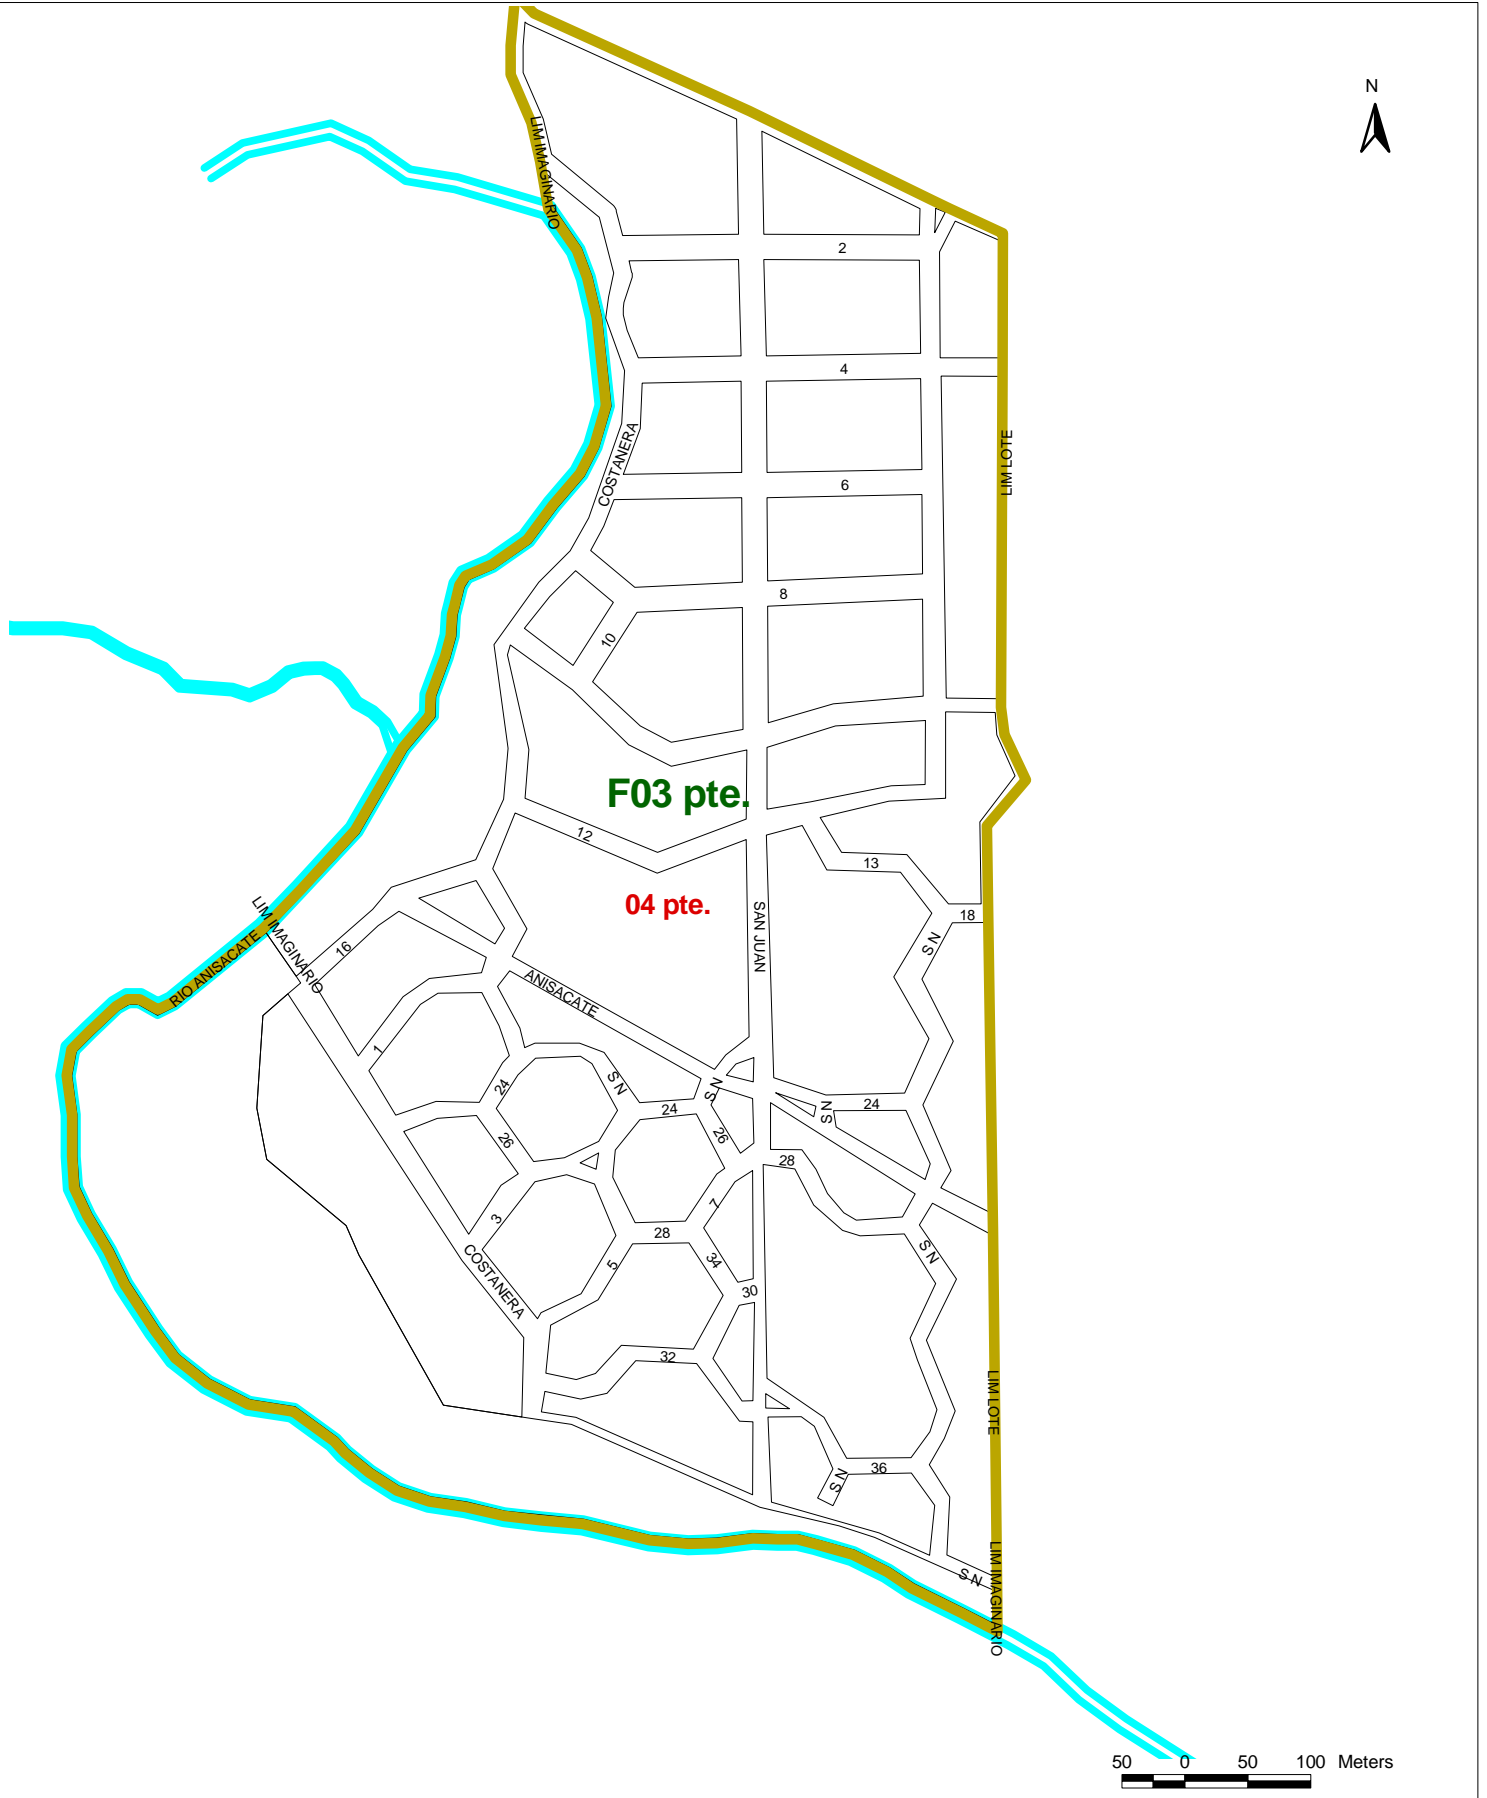 N
LIM IMAGINARIO
2
4
LIM LOTE
COSTANERA
6
8
10
F03 pte.
12
13
04 pte.
18
SAN JUAN
S N
LIM IMAGINARIO
16
RIO ANISACATE
ANISACATE
1
24
S N
24
S N
26
S N
24
26
28
3
7
28
34
S N
COSTANERA
5
30
32
LIM LOTE
36
S N
LIM IMAGINARIO
S N
50 0 50 100 Meters